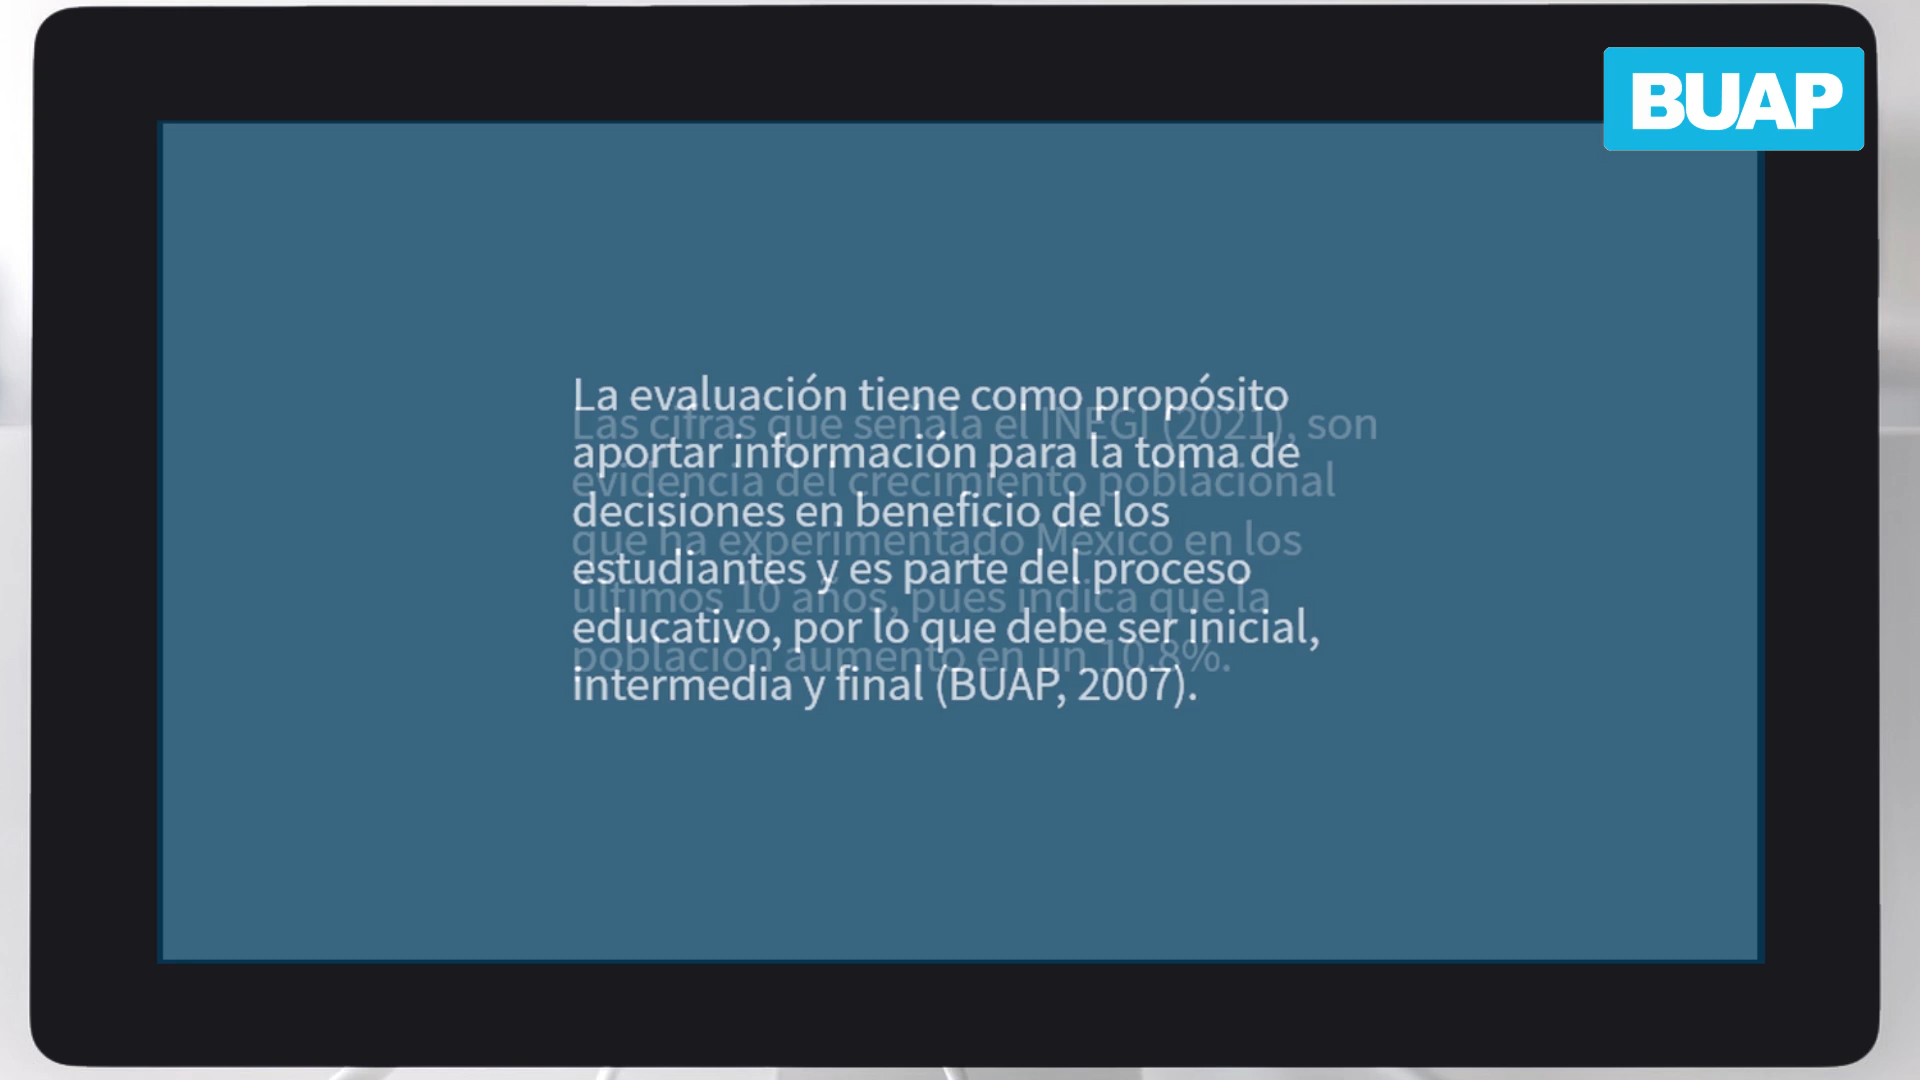 BUAP
La evaluación tiene como propósito
aportar información para la toma de
decisiones en beneficio de los
estudiantes y es parte del proceso
educativo, por lo que debe ser inicial,
intermedia y final (BUAP, 2007).
Las cifras que señala el INEGI (2021), son
evidencia del crecimiento poblacional
que ha experimentado México en los
últimos 10 años, pues indica que la
población aumentó en un 10.8%.